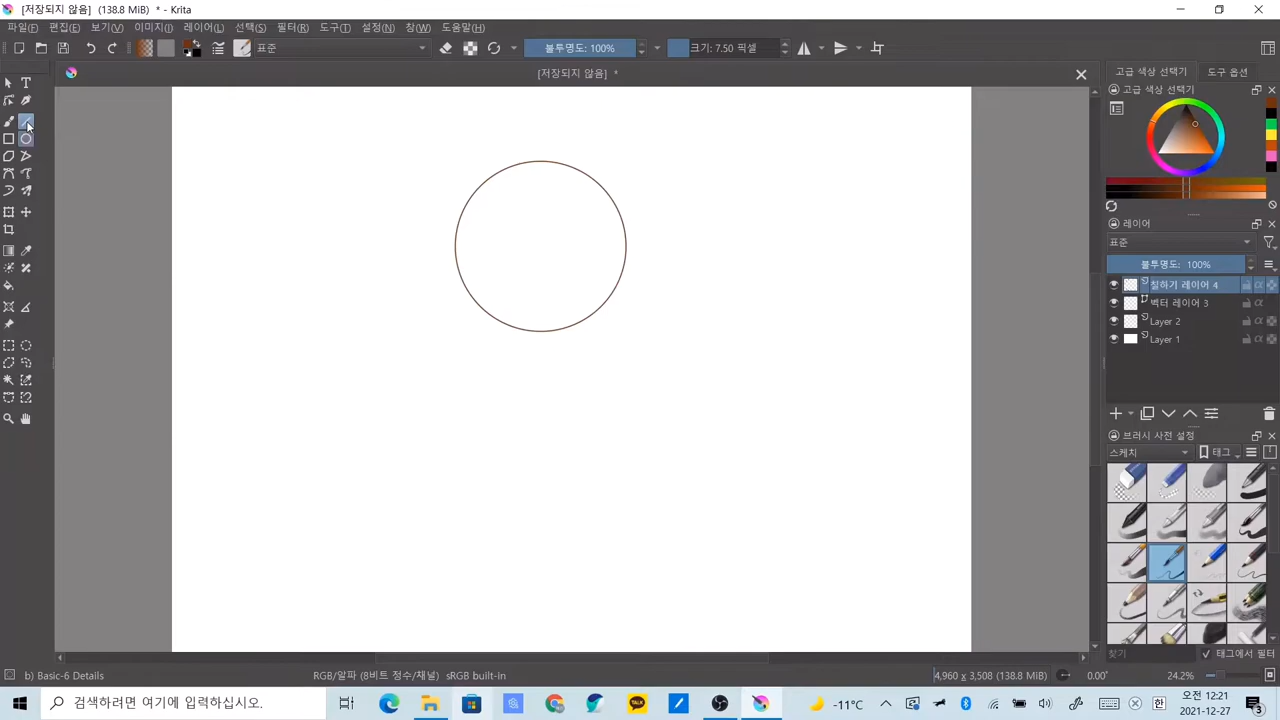 [저장되지 않음] (138.8 MiB) * - Krita
파일(F) 편집(E) 보기(V) 이미지(I) 레이어(L) 선택(S) 필터(R) 도구(T) 설정(N) 창(W) 도움말(H)
표준 불투명도: 100% 크기: 7.50 픽셀
[저장되지 않음] *
고급 색상 선택기 도구 옵션
고급 색상 선택기
레이어
표준
불투명도: 100%
칠하기 레이어 4
벡터 레이어 3
Layer 2
Layer 1
브러시 사전 설정
스케치 태그
찾기 태그에서 필터
b) Basic-6 Details RGB/알파 (8비트 정수/채널) sRGB built-in 4,960 x 3,508 (138.8 MiB) 0.00° 24.2%
검색하려면 여기에 입력하십시오. TALK -11°C 한 오전 12:21
2021-12-27 3